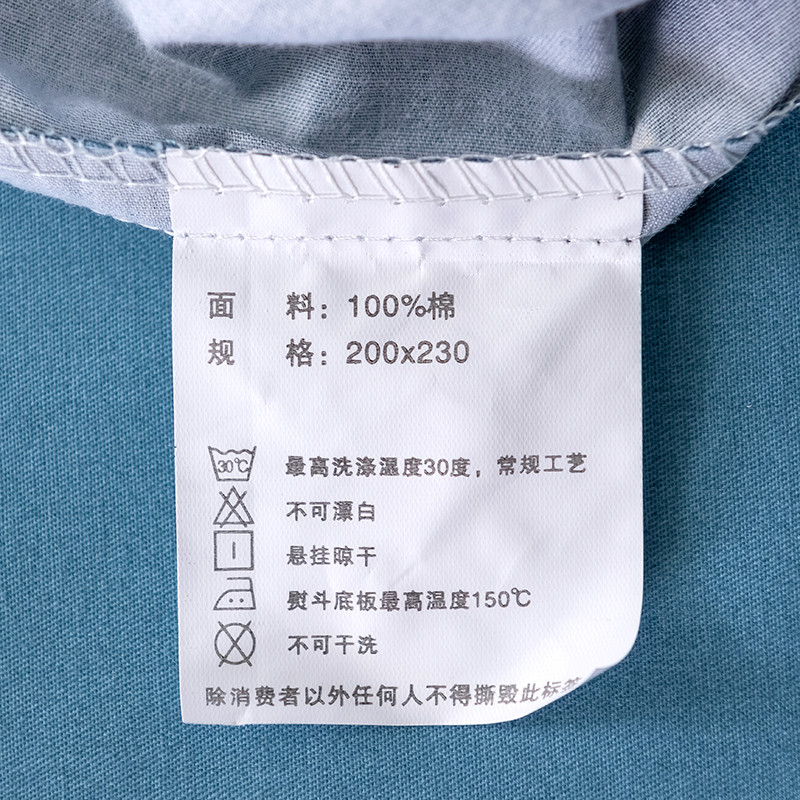 面 料：100%棉
规 格：200x230
30℃ 最高洗涤湿度30度，常规工艺
不可漂白
悬挂晾干
熨斗底板最高温度150℃
不可干洗
除消费者以外任何人不得撕毁此标签